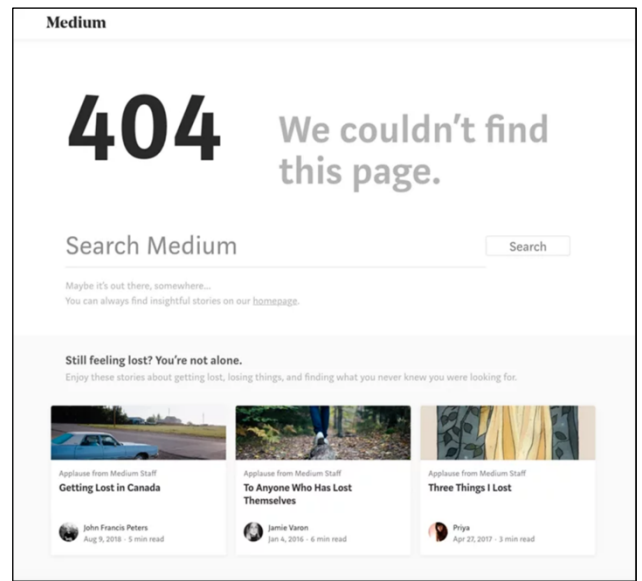 Medium
404
We couldn't find
this page.
Search Medium
Search
Maybe it's out there, somewhere...
You can always find insightful stories on our homepage.
Still feeling lost? You're not alone.
Enjoy these stories about getting lost, losing things, and finding what you never knew you were looking for.
Applause from Medium Staff
Getting Lost in Canada
John Francis Peters
Aug 9, 2018 · 5 min read
Applause from Medium Staff
To Anyone Who Has Lost
Themselves
Jamie Varon
Jan 4, 2016 · 6 min read
Applause from Medium Staff
Three Things I Lost
Priya
Apr 27, 2017 · 3 min read